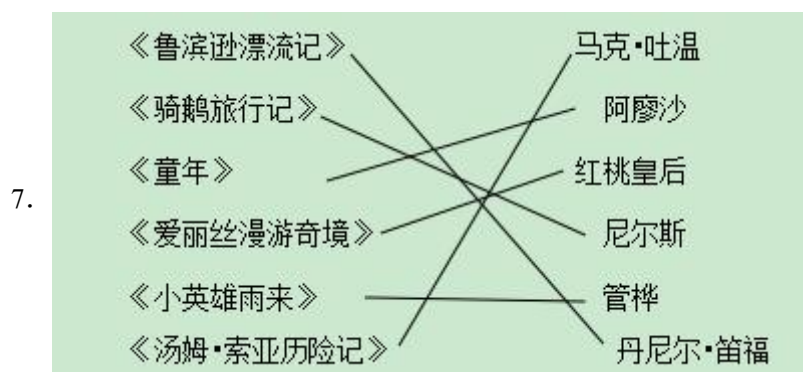 《鲁滨逊漂流记》 马克·吐温
《骑鹅旅行记》 阿廖沙
《童年》 红桃皇后
7.
《爱丽丝漫游奇境》 尼尔斯
《小英雄雨来》 管桦
《汤姆·索亚历险记》 丹尼尔·笛福